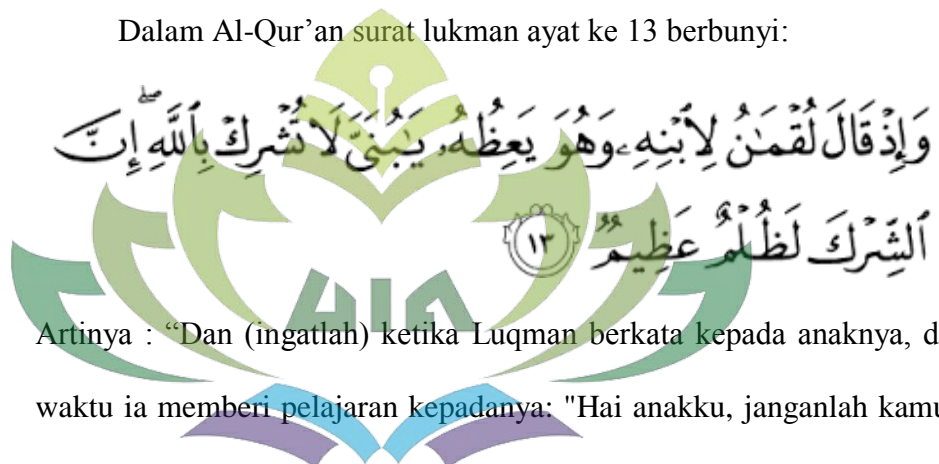 Dalam Al-Qur’an surat lukman ayat ke 13 berbunyi:
وَإِذْ قَالَ لُقْمَٰنُ لِٱبْنِهِۦ وَهُوَ يَعِظُهُۥ يَٰبُنَىَّ لَا تُشْرِكْ بِٱللَّهِ ۖ إِنَّ
ٱلشِّرْكَ لَظُلْمٌ عَظِيمٌ ١٣
Artinya : “Dan (ingatlah) ketika Luqman berkata kepada anaknya, d
waktu ia memberi pelajaran kepadanya: "Hai anakku, janganlah kamu